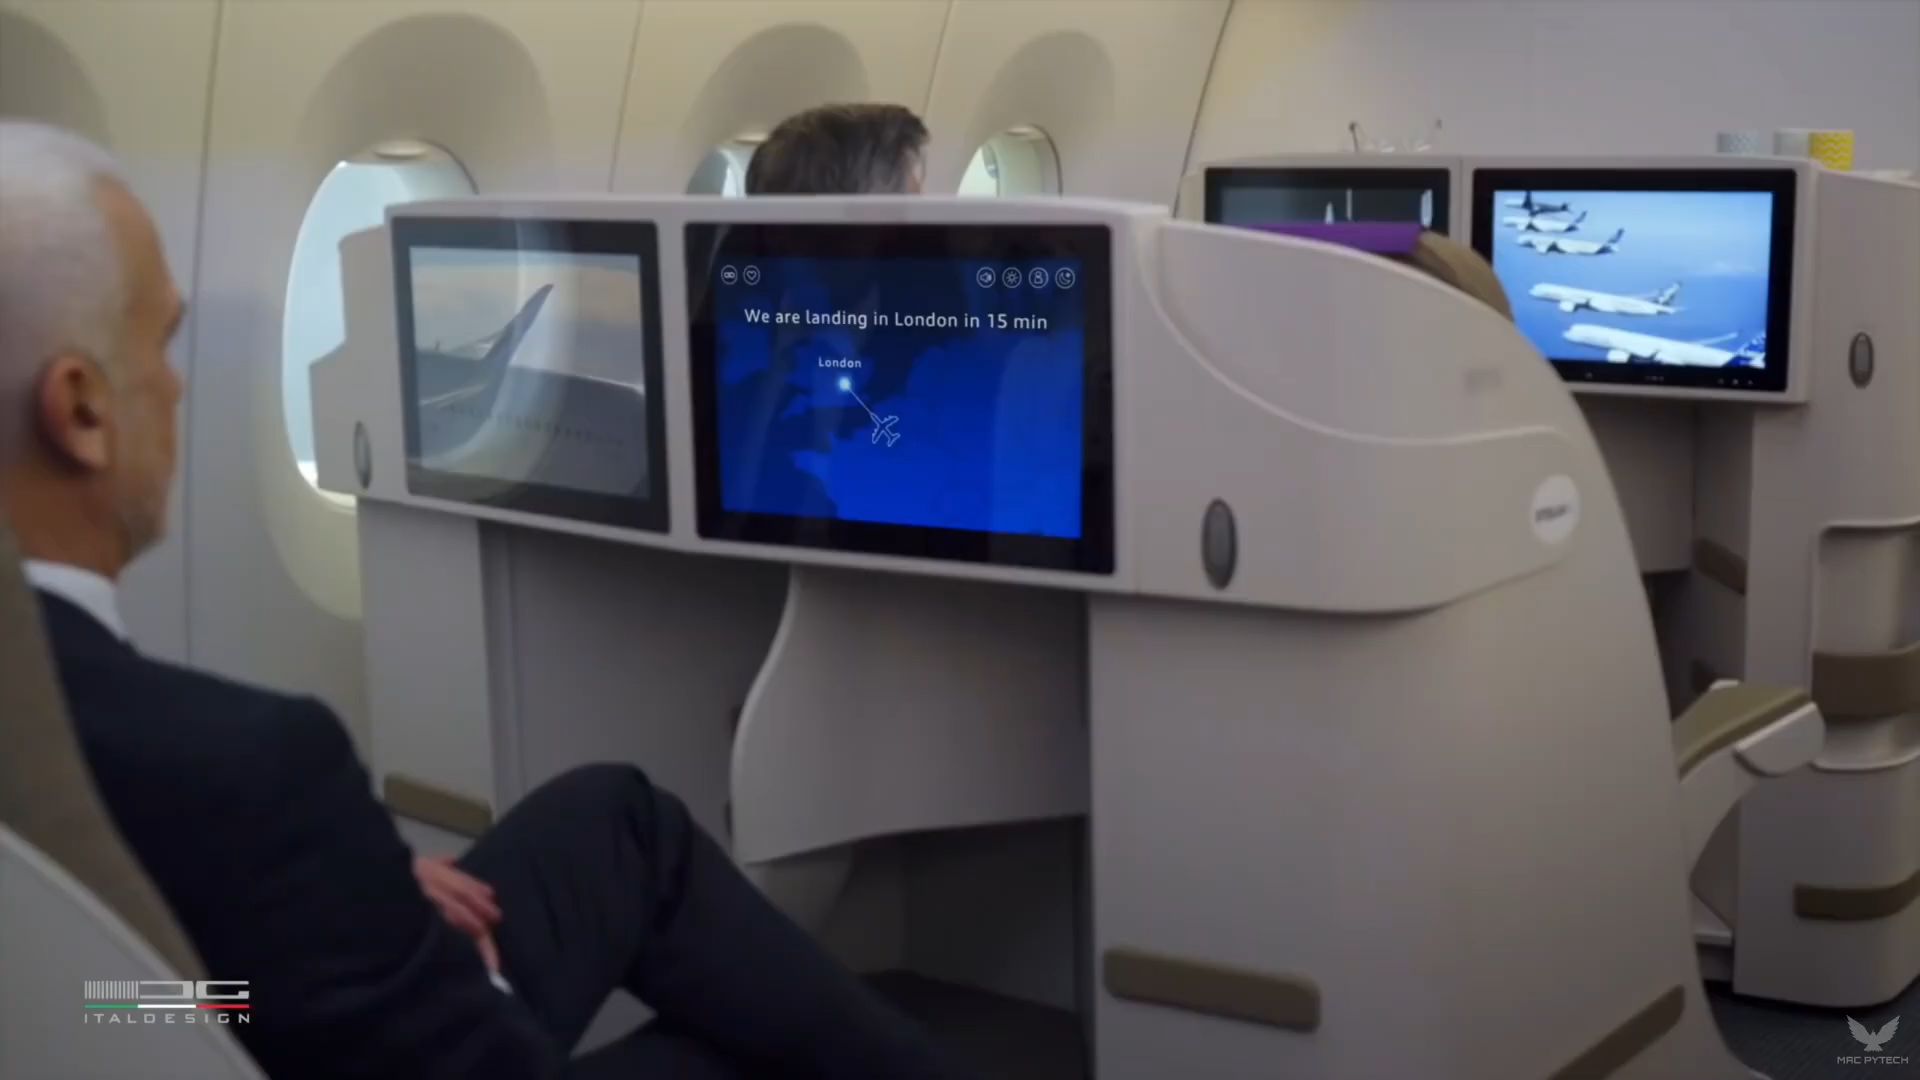 We are landing in London in 15 min
London
ITALDESIGN
MAC PYTECH